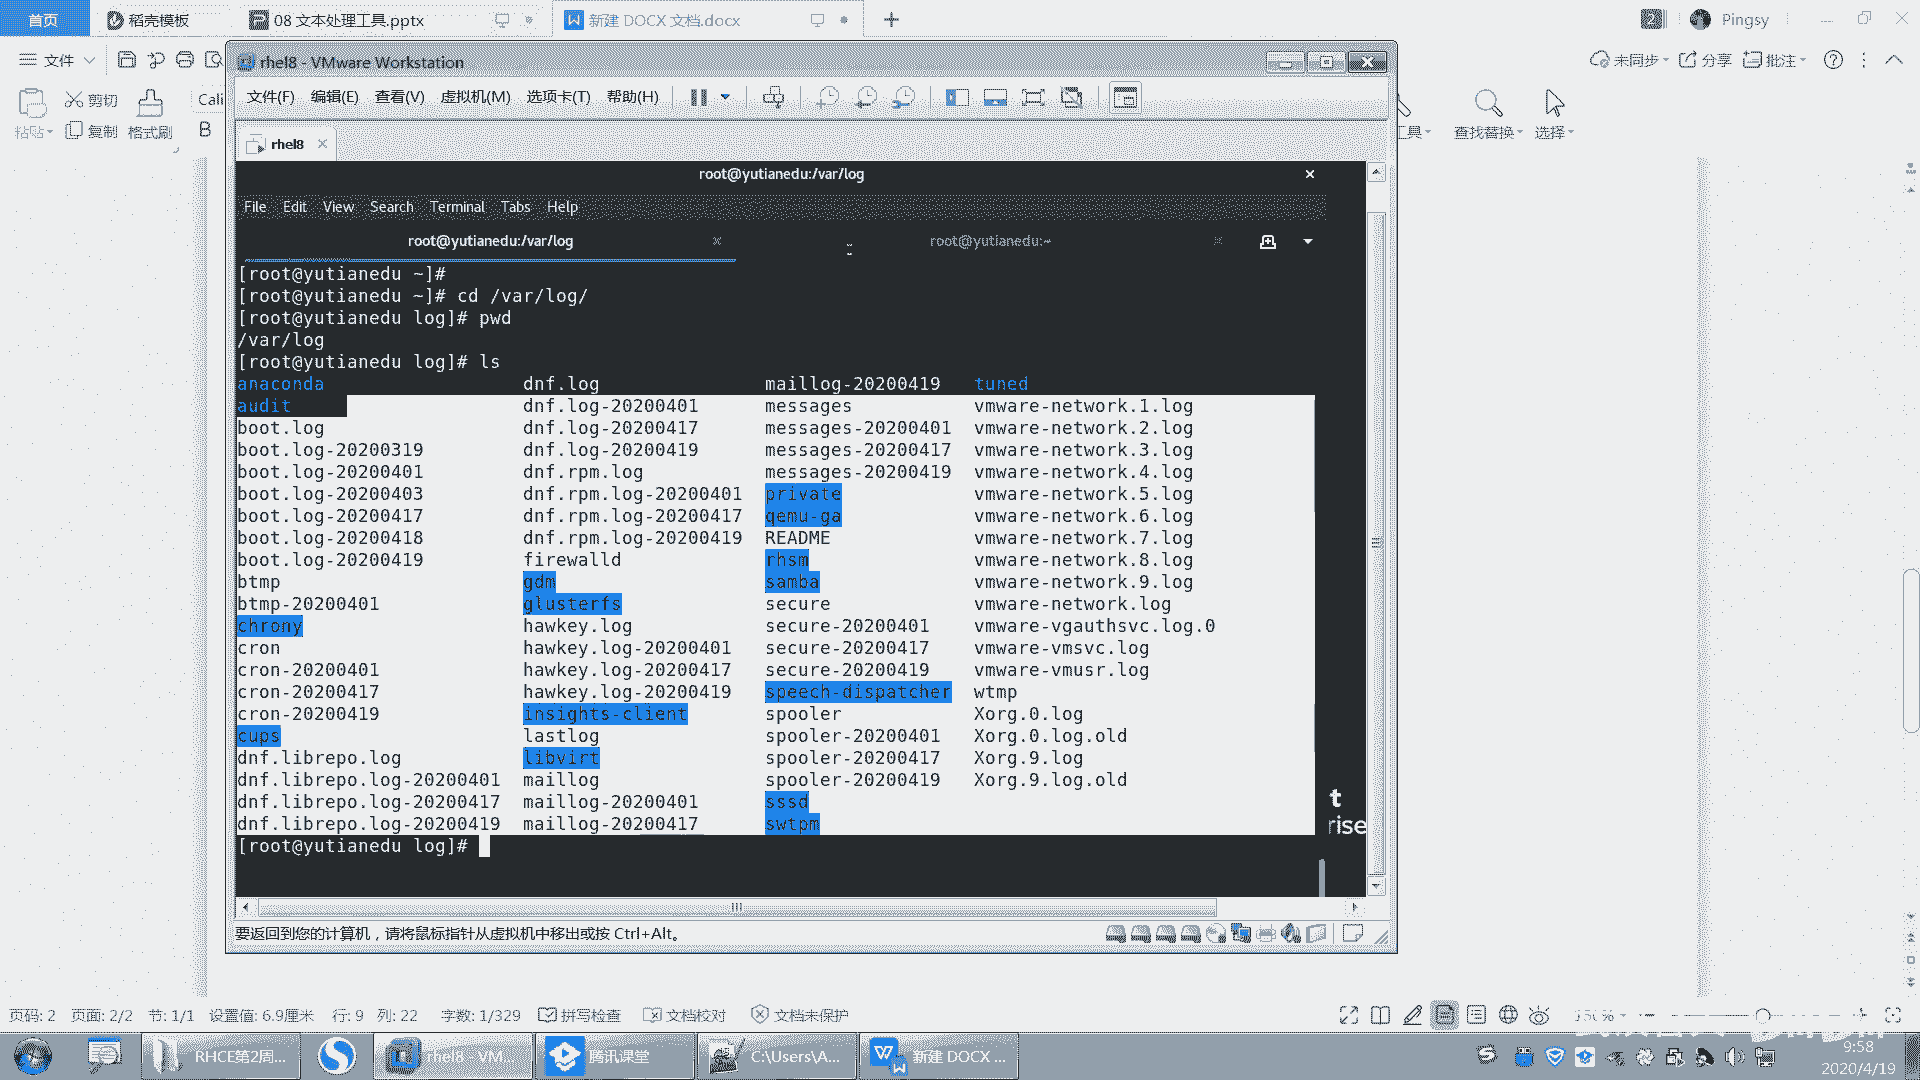 首页 稻壳模板 08 文本处理工具.pptx 新建 DOCX 文档.docx 2 Pingsy
文件 未同步 分享 批注
rhel8 - VMware Workstation
粘贴 剪切 复制 格式刷 Cali B 查找替换 选择
文件(F) 编辑(E) 查看(V) 虚拟机(M) 选项卡(T) 帮助(H)
rhel8
root@yutianedu:/var/log
File Edit View Search Terminal Tabs Help
root@yutianedu:/var/log root@yutianedu:~
[root@yutianedu ~]#
[root@yutianedu ~]# cd /var/log/
[root@yutianedu log]# pwd
/var/log
[root@yutianedu log]# ls
anaconda dnf.log maillog-20200419 tuned
audit dnf.log-20200401 messages vmware-network.1.log
boot.log dnf.log-20200417 messages-20200401 vmware-network.2.log
boot.log-20200319 dnf.log-20200419 messages-20200417 vmware-network.3.log
boot.log-20200401 dnf.rpm.log messages-20200419 vmware-network.4.log
boot.log-20200403 dnf.rpm.log-20200401 private vmware-network.5.log
boot.log-20200417 dnf.rpm.log-20200417 qemu-ga vmware-network.6.log
boot.log-20200418 dnf.rpm.log-20200419 README vmware-network.7.log
boot.log-20200419 firewalld rhsm vmware-network.8.log
btmp gdm samba vmware-network.9.log
btmp-20200401 glusterfs secure vmware-network.log
chrony hawkey.log secure-20200401 vmware-vgauthsvc.log.0
cron hawkey.log-20200401 secure-20200417 vmware-vmsvc.log
cron-20200401 hawkey.log-20200417 secure-20200419 vmware-vmusr.log
cron-20200417 hawkey.log-20200419 speech-dispatcher wtmp
cron-20200419 insights-client spooler Xorg.0.log
cups lastlog spooler-20200401 Xorg.0.log.old
dnf.librepo.log libvirt spooler-20200417 Xorg.9.log
dnf.librepo.log-20200401 maillog spooler-20200419 Xorg.9.log.old
dnf.librepo.log-20200417 maillog-20200401 sssd
dnf.librepo.log-20200419 maillog-20200417 swtpm
[root@yutianedu log]#
t
rise
要返回到您的计算机，请将鼠标指针从虚拟机中移出或按 Ctrl+Alt。
页码: 2 页面: 2/2 节: 1/1 设置值: 6.9厘米 行: 9 列: 22 字数: 1/329 拼写检查 文档校对 文档未保护
RHCE第2周... rhel8 - VM... 腾讯课堂 C:\Users\A... 新建 DOCX ...
9:58
2020/4/19